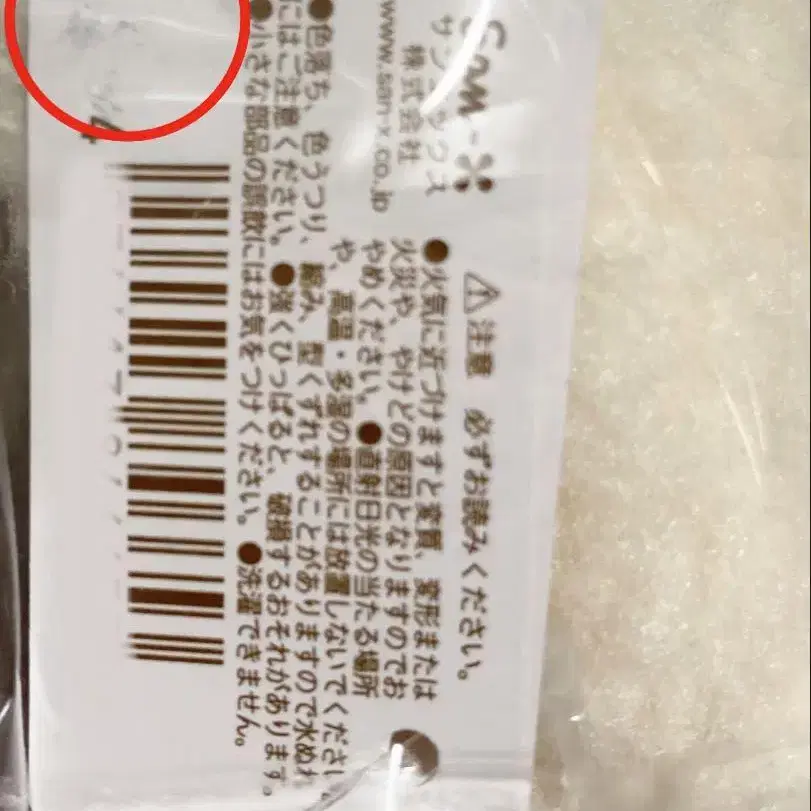 San-x
サンエックス
株式会社
www.san-x.co.jp
⚠注意 必ずお読みください。
●火気に近づけますと変質、変形または
火災や、やけどの原因となりますのでお
やめください。●直射日光の当たる場所
や、高温・多湿の場所には放置しないでください
●色落ち、色うつり、縮み、型くずれすることがありますので水ぬれ
にはご注意ください。●強くひっぱると、破損するおそれがあります。
●小さな部品の誤飲にはお気をつけください。●洗濯できません。